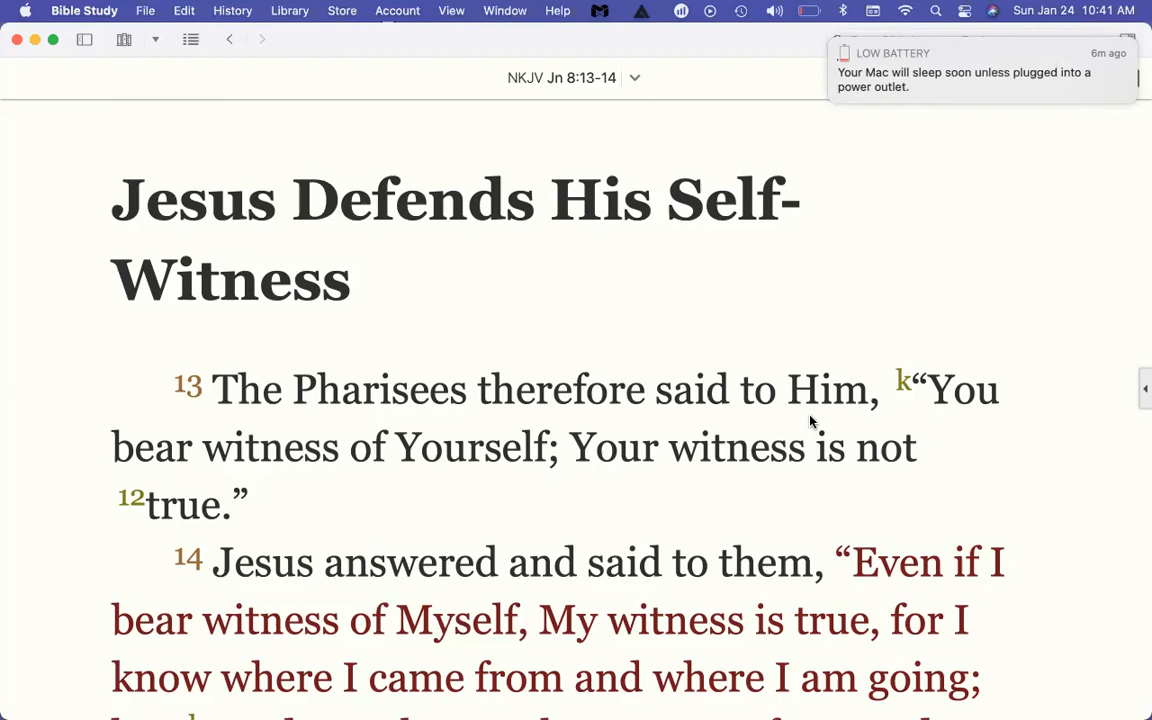 Bible Study File Edit History Library Store Account View Window Help Sun Jan 24 10:41 AM
LOW BATTERY 6m ago
Your Mac will sleep soon unless plugged into a
power outlet.
NKJV Jn 8:13-14
Jesus Defends His Self-
Witness
13 The Pharisees therefore said to Him, k“You
bear witness of Yourself; Your witness is not
12true.”
14 Jesus answered and said to them, “Even if I
bear witness of Myself, My witness is true, for I
know where I came from and where I am going;